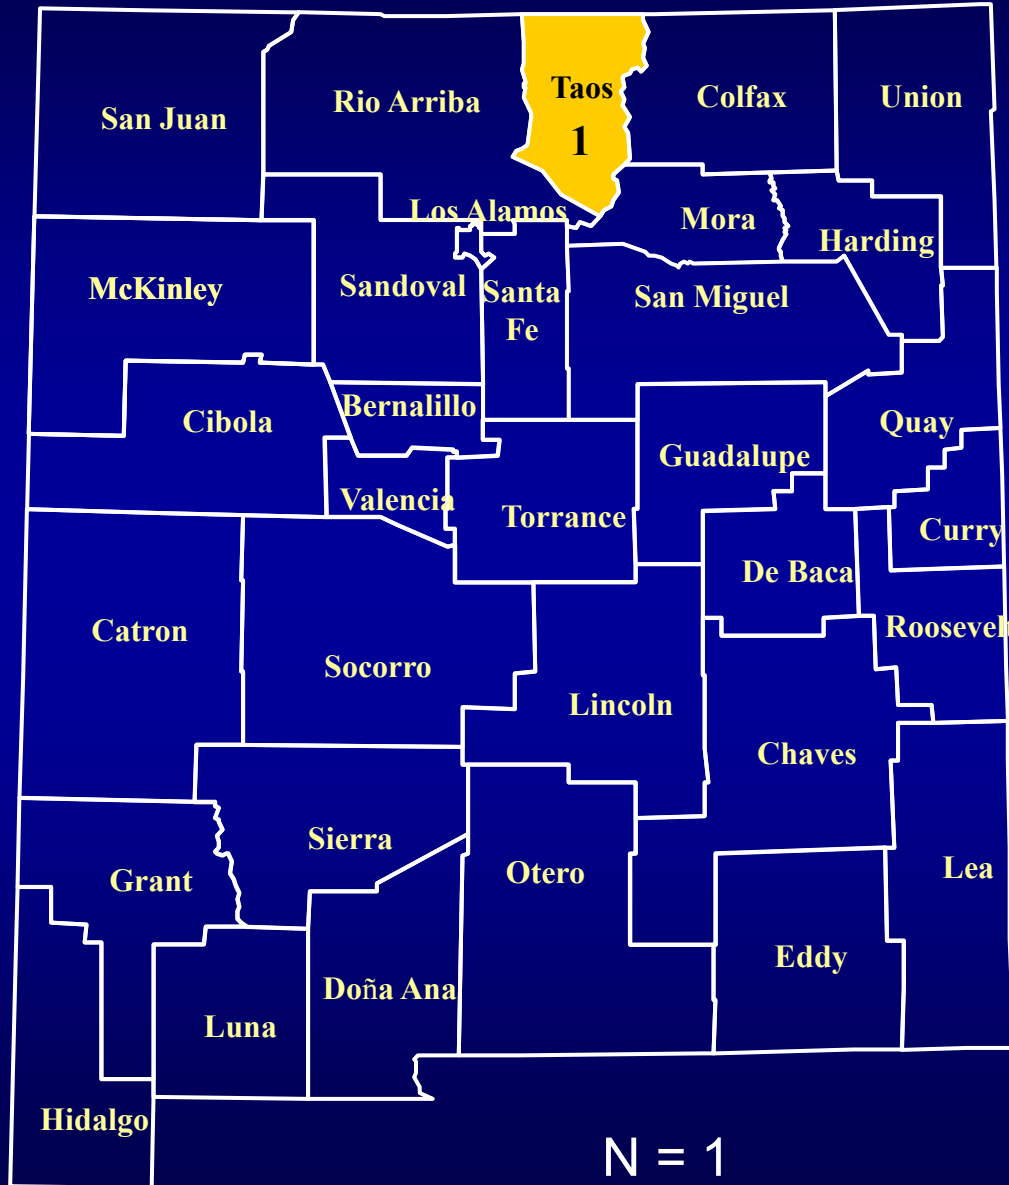 Taos
1
Rio Arriba
Colfax
Union
San Juan
Los Alamos
Mora
Harding
McKinley
Sandoval
Santa
Fe
San Miguel
Cibola
Bernalillo
Quay
Guadalupe
Valencia
Torrance
Curry
De Baca
Catron
Roosevelt
Socorro
Lincoln
Chaves
Sierra
Grant
Otero
Lea
Eddy
Doña Ana
Luna
Hidalgo
N = 1